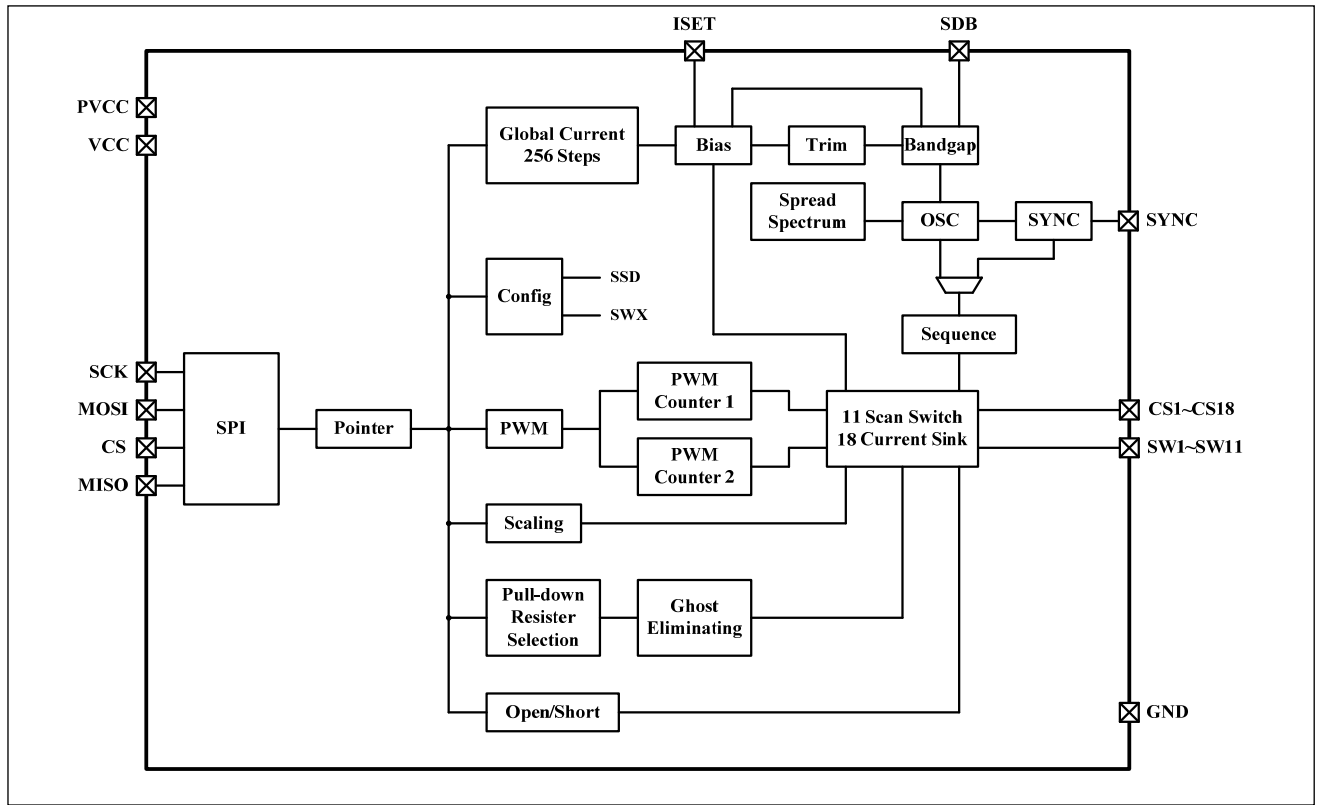 ISET
SDB
PVCC
VCC
Global Current
256 Steps
Bias
Trim
Bandgap
Spread
Spectrum
OSC
SYNC
SYNC
Config
SSD
SWX
Sequence
SCK
MOSI
CS
MISO
SPI
Pointer
PWM
PWM
Counter 1
PWM
Counter 2
11 Scan Switch
18 Current Sink
CS1~CS18
SW1~SW11
Scaling
Pull-down
Resister
Selection
Ghost
Eliminating
Open/Short
GND